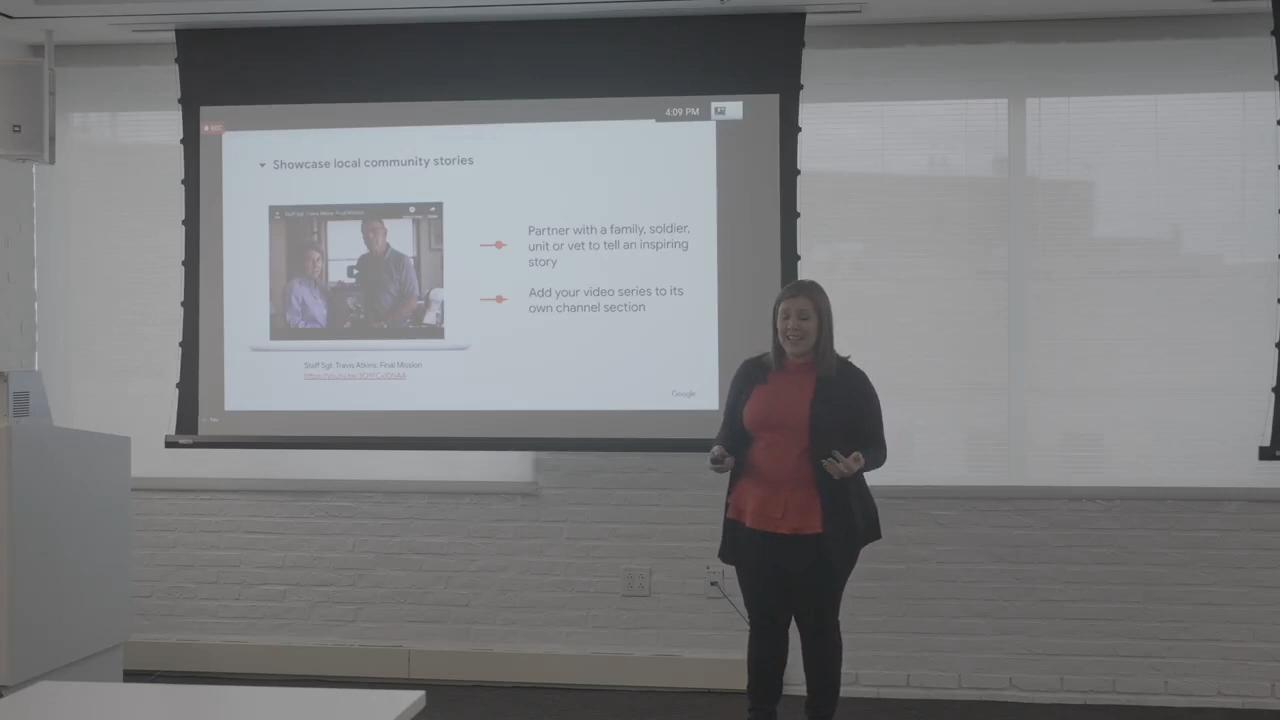 4:09 PM
REC
Showcase local community stories
Partner with a family, soldier,
unit or vet to tell an inspiring
story
Add your video series to its
own channel section
Staff Sgt. Travis Atkins: Final Mission
Google